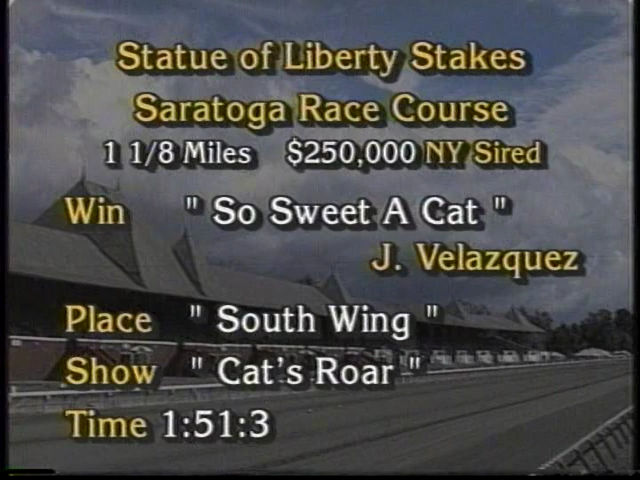 Statue of Liberty Stakes
Saratoga Race Course
1 1/8 Miles $250,000 NY Sired
Win " So Sweet A Cat "
J. Velazquez
Place " South Wing "
Show " Cat's Roar "
Time 1:51:3